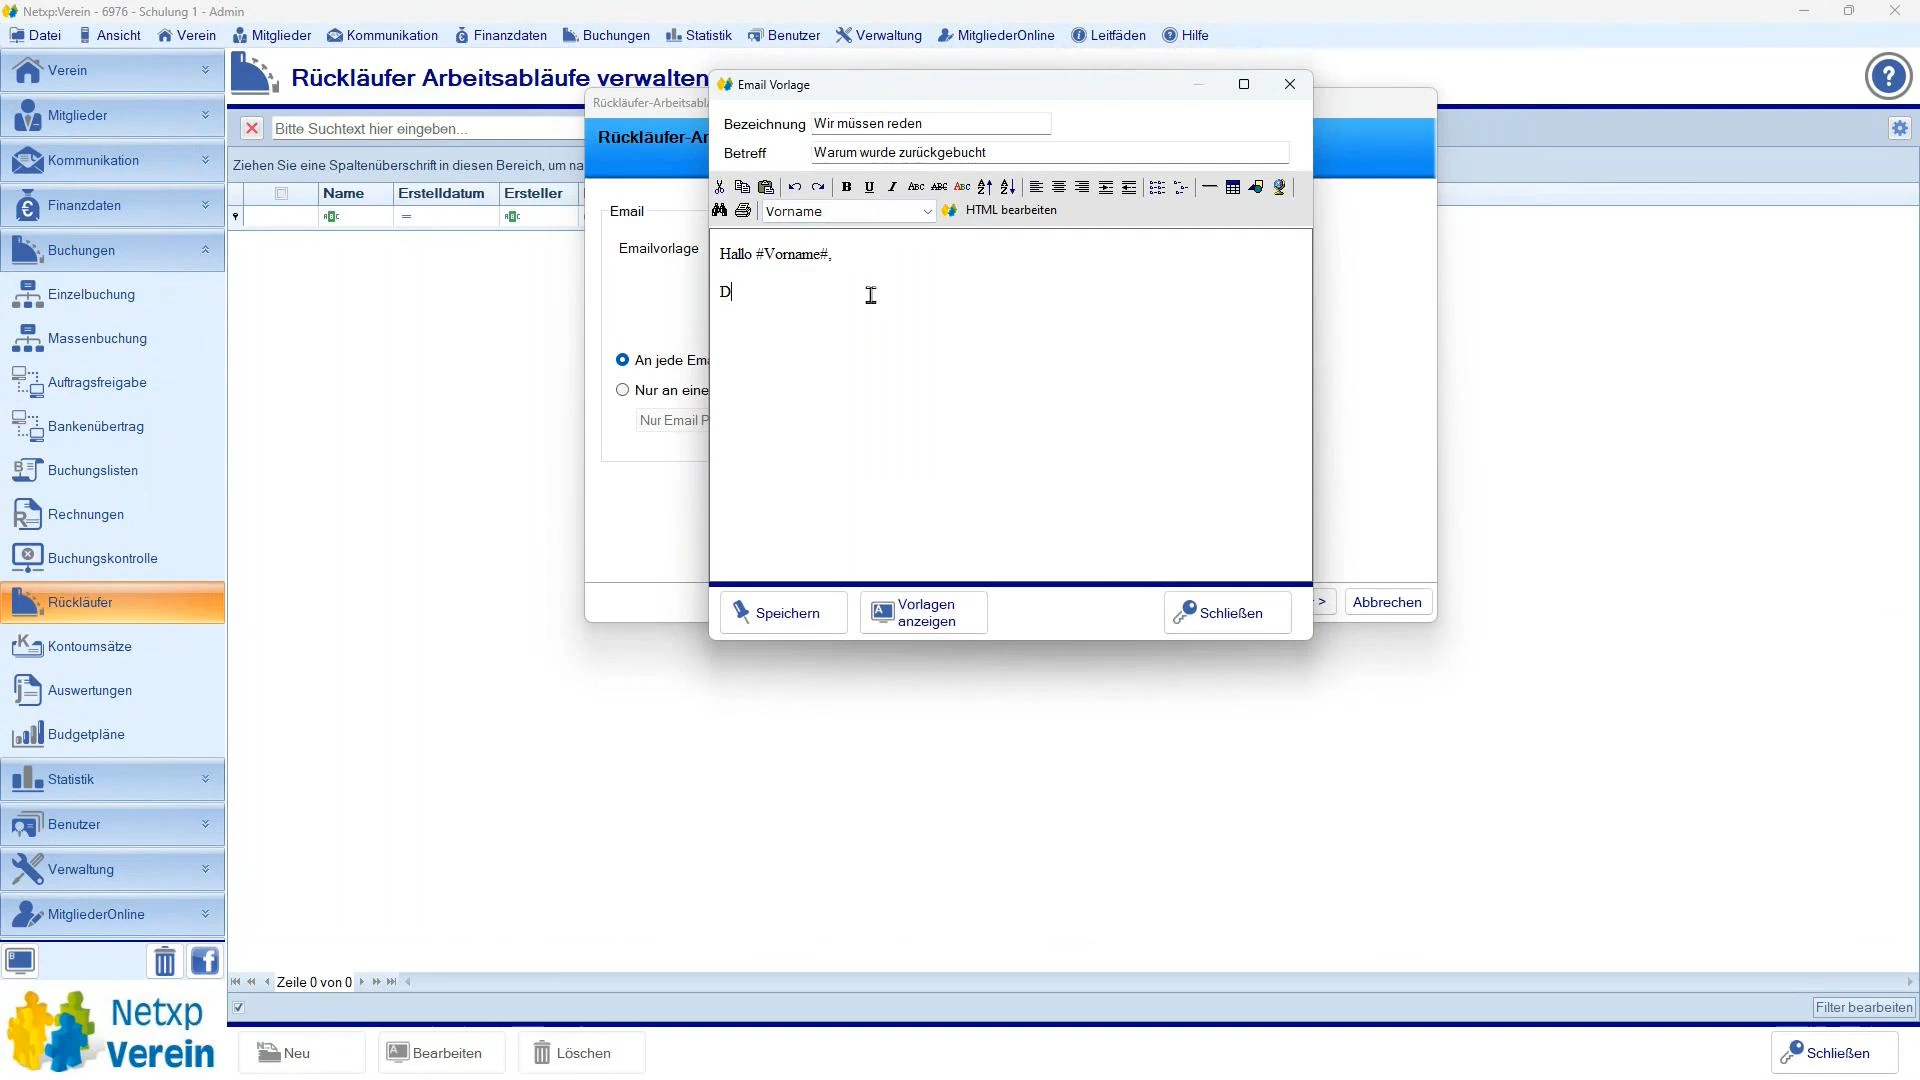 Netxp:Verein - 6976 - Schulung 1 - Admin
Datei Ansicht Verein Mitglieder Kommunikation Finanzdaten Buchungen Statistik Benutzer Verwaltung MitgliederOnline Leitfäden Hilfe
Verein
Mitglieder
Kommunikation
Finanzdaten
Buchungen
Einzelbuchung
Massenbuchung
Auftragsfreigabe
Bankenübertrag
Buchungslisten
Rechnungen
Buchungskontrolle
Rückläufer
Kontoumsätze
Auswertungen
Budgetpläne
Statistik
Benutzer
Verwaltung
MitgliederOnline
Netxp
Verein
Rückläufer Arbeitsabläufe verwalten
Bitte Suchtext hier eingeben...
Ziehen Sie eine Spaltenüberschrift in diesen Bereich, um na
Name Erstelldatum Ersteller
Rückläufer-Arbeitsabl
Rückläufer-Ar
Email
Emailvorlage
An jede Ema
Nur an eine
Nur Email P
> Abbrechen
Email Vorlage
Bezeichnung Wir müssen reden
Betreff Warum wurde zurückgebucht
Vorname HTML bearbeiten
Hallo #Vorname#,
D
Speichern
Vorlagen
anzeigen
Schließen
Zeile 0 von 0
Filter bearbeiten
Neu Bearbeiten Löschen Schließen